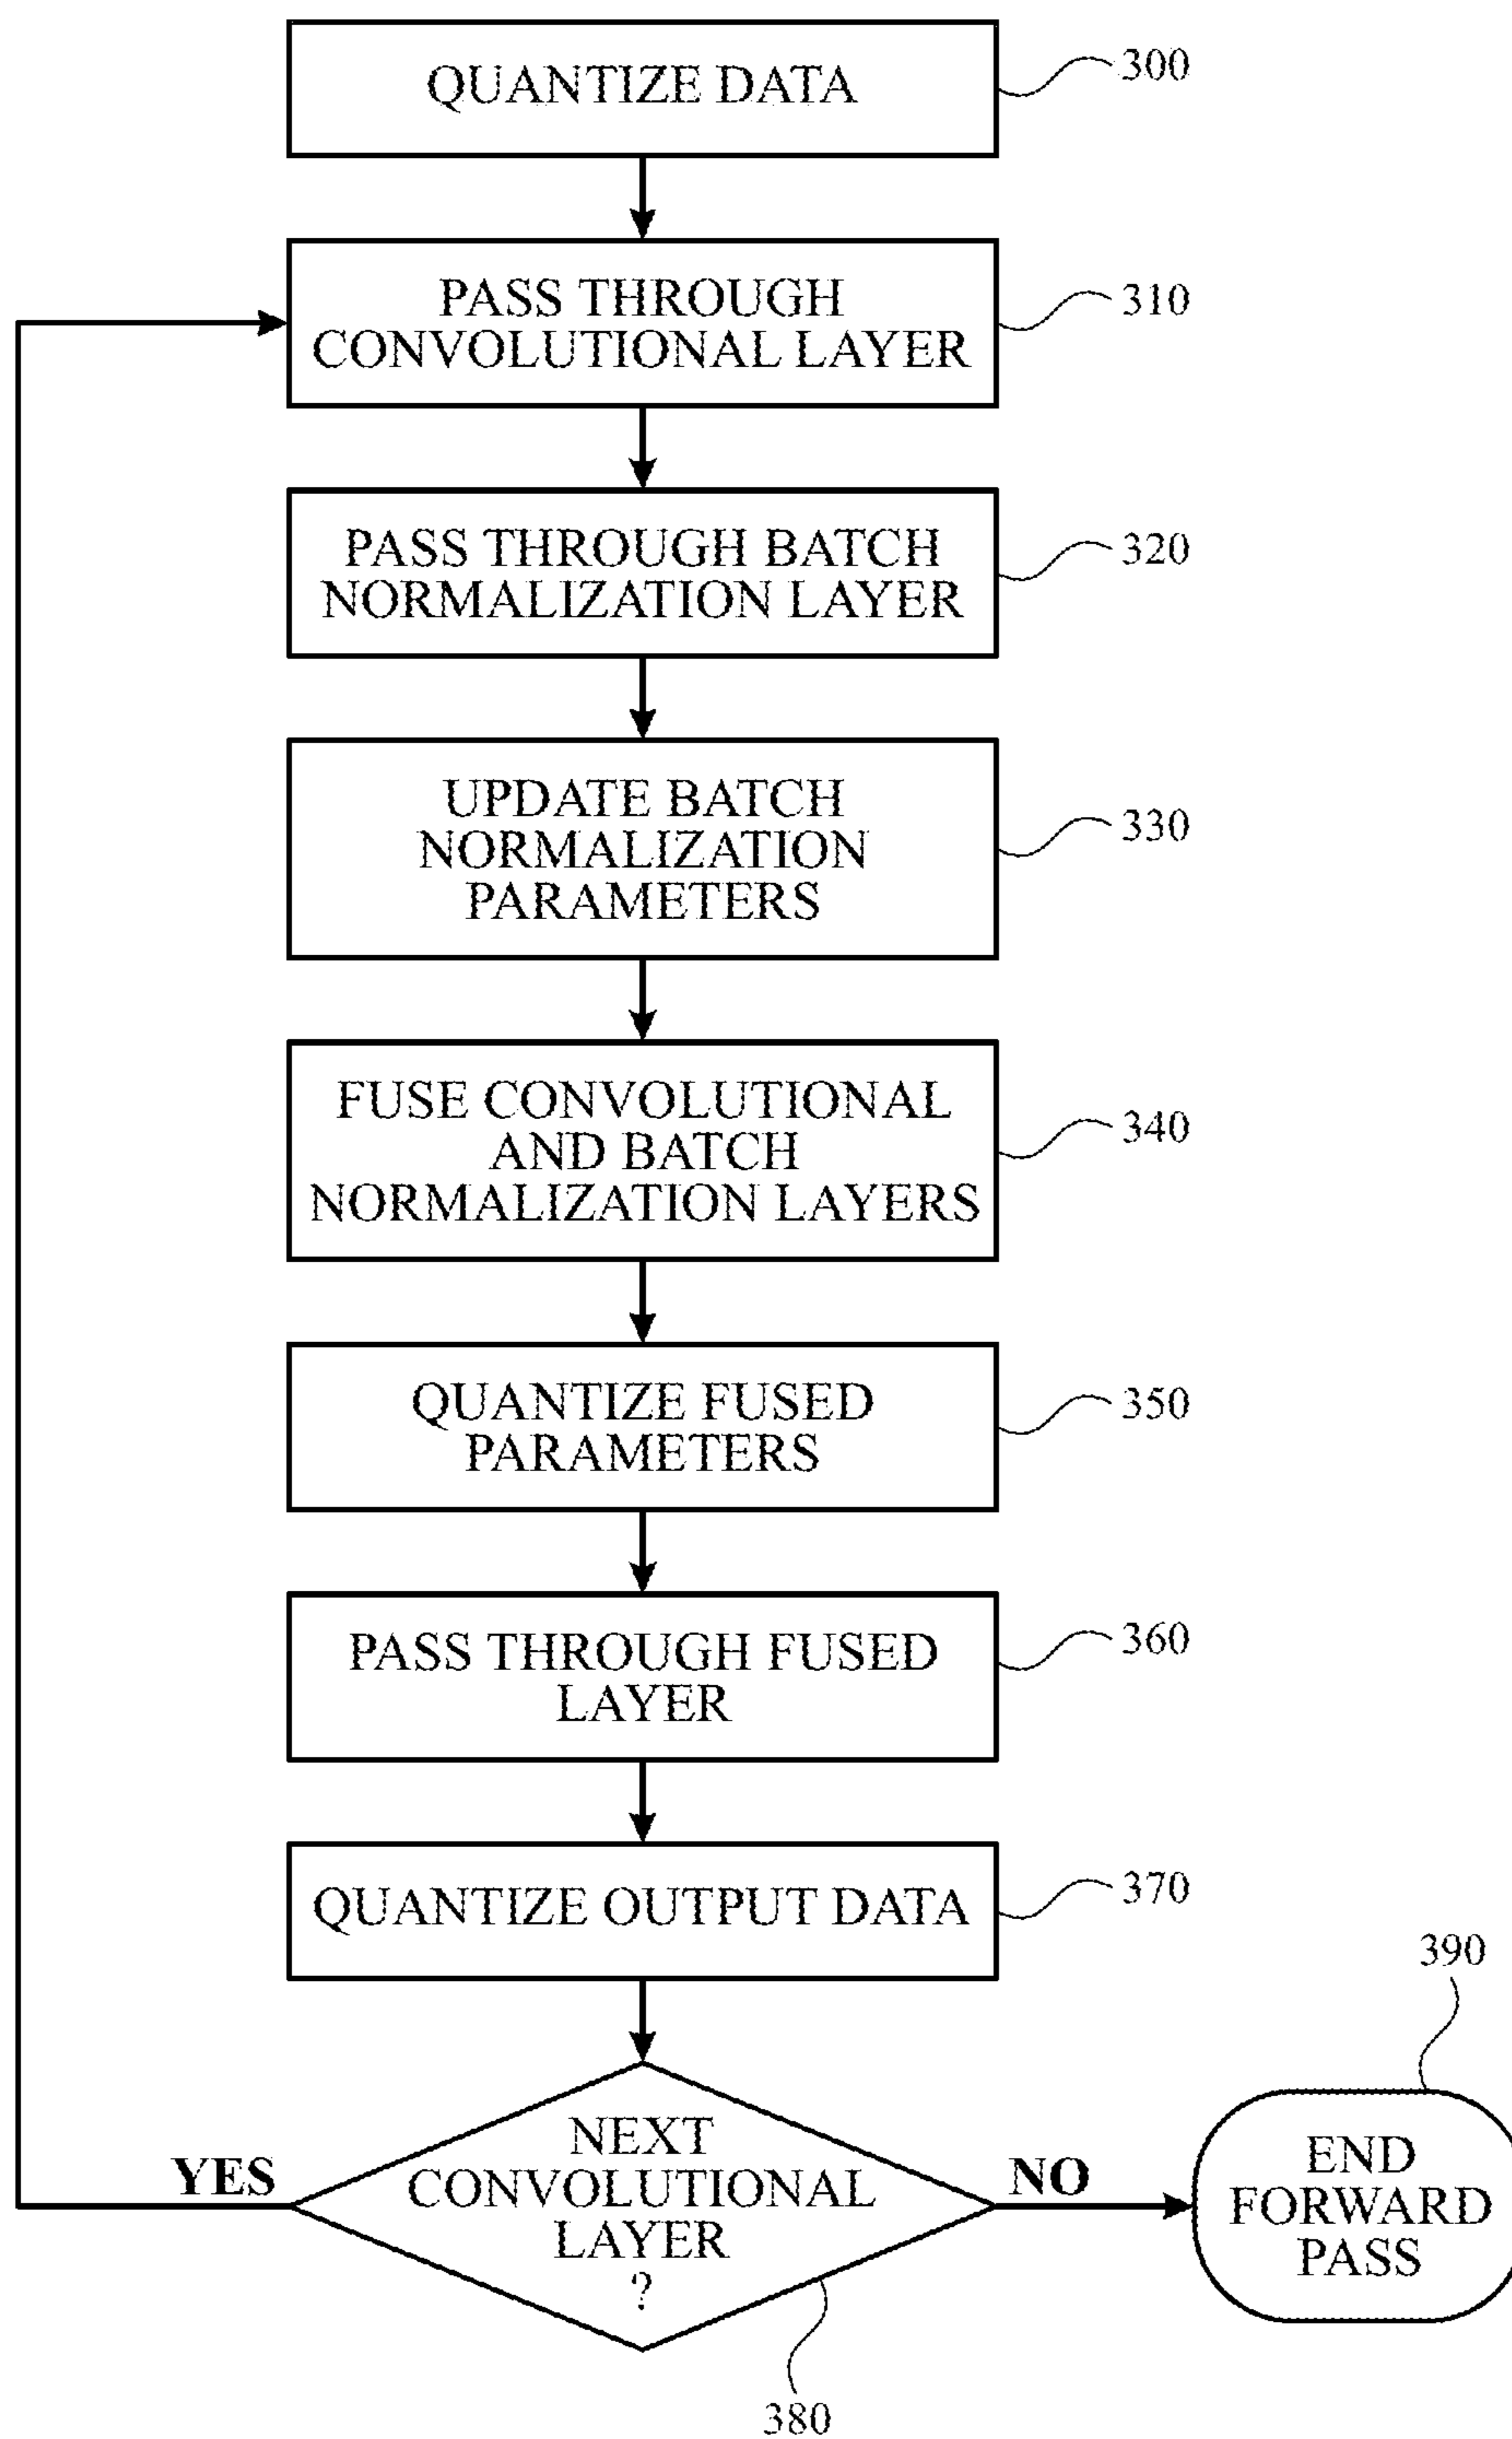 QUANTIZE DATA
300
PASS THROUGH
CONVOLUTIONAL LAYER
310
PASS THROUGH BATCH
NORMALIZATION LAYER
320
UPDATE BATCH
NORMALIZATION
PARAMETERS
330
FUSE CONVOLUTIONAL
AND BATCH
NORMALIZATION LAYERS
340
QUANTIZE FUSED
PARAMETERS
350
PASS THROUGH FUSED
LAYER
360
QUANTIZE OUTPUT DATA
370
NEXT
CONVOLUTIONAL
LAYER
?
380
YES
NO
390
END
FORWARD
PASS